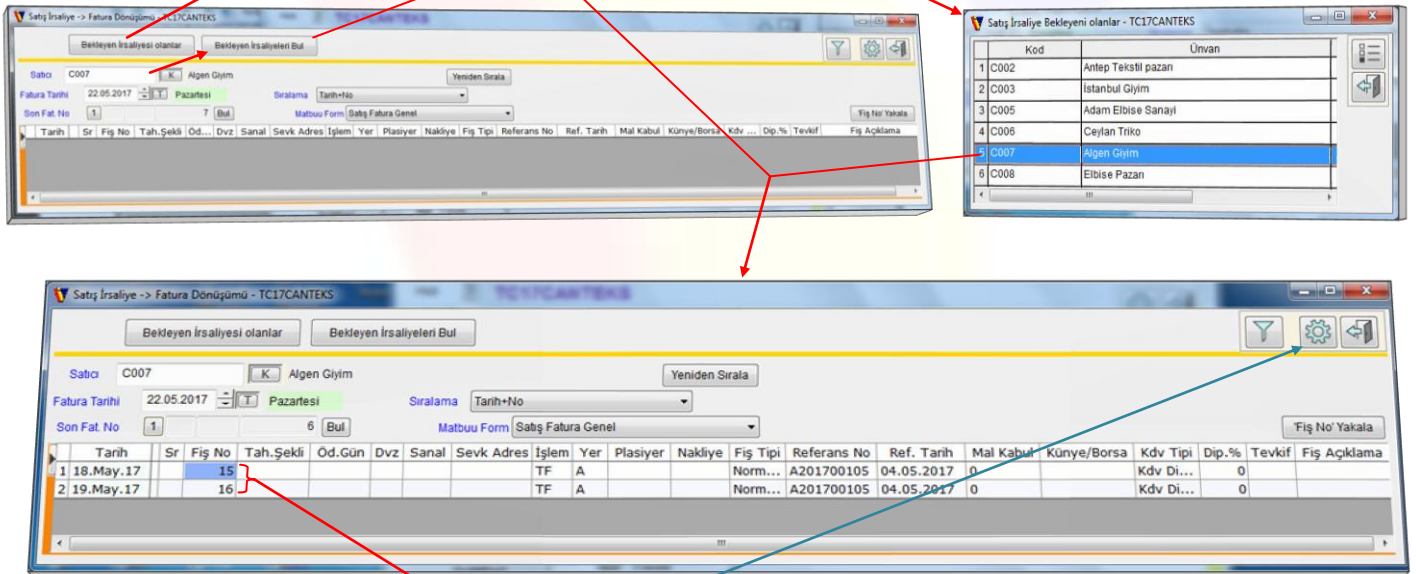 Satış İrsaliye -> Fatura Dönüşümü - TC17CANTEKS
Bekleyen İrsaliyesi olanlar Bekleyen İrsaliyeleri Bul
Satıcı C007 K Algen Giyim Yeniden Sırala
Fatura Tarihi 22.05.2017 T Pazartesi Sıralama Tarih+No
Son Fat. No 1 7 Bul Matbuu Form Satış Fatura Genel 'Fiş No' Yakala
Tarih Sr Fiş No Tah.Şekli Öd... Dvz Sanal Sevk Adres İşlem Yer Plasiyer Nakliye Fiş Tipi Referans No Ref. Tarih Mal Kabul Künye/Borsa Kdv ... Dip.% Tevkif Fiş Açıklama
Satış İrsaliye Bekleyeni olanlar - TC17CANTEKS
Kod Ünvan
1 C002 Antep Tekstil pazarı
2 C003 İstanbul Giyim
3 C005 Adam Elbise Sanayi
4 C006 Ceylan Triko
5 C007 Algen Giyim
6 C008 Elbise Pazarı
Satış İrsaliye -> Fatura Dönüşümü - TC17CANTEKS
TC17CANTEKS
Bekleyen İrsaliyesi olanlar Bekleyen İrsaliyeleri Bul
Satıcı C007 K Algen Giyim Yeniden Sırala
Fatura Tarihi 22.05.2017 T Pazartesi Sıralama Tarih+No
Son Fat. No 1 6 Bul Matbuu Form Satış Fatura Genel 'Fiş No' Yakala
Tarih Sr Fiş No Tah.Şekli Öd.Gün Dvz Sanal Sevk Adres İşlem Yer Plasiyer Nakliye Fiş Tipi Referans No Ref. Tarih Mal Kabul Künye/Borsa Kdv Tipi Dip.% Tevkif Fiş Açıklama
1 18.May.17 15 TF A Norm... A201700105 04.05.2017 0 Kdv Di... 0
2 19.May.17 16 TF A Norm... A201700105 04.05.2017 0 Kdv Di... 0